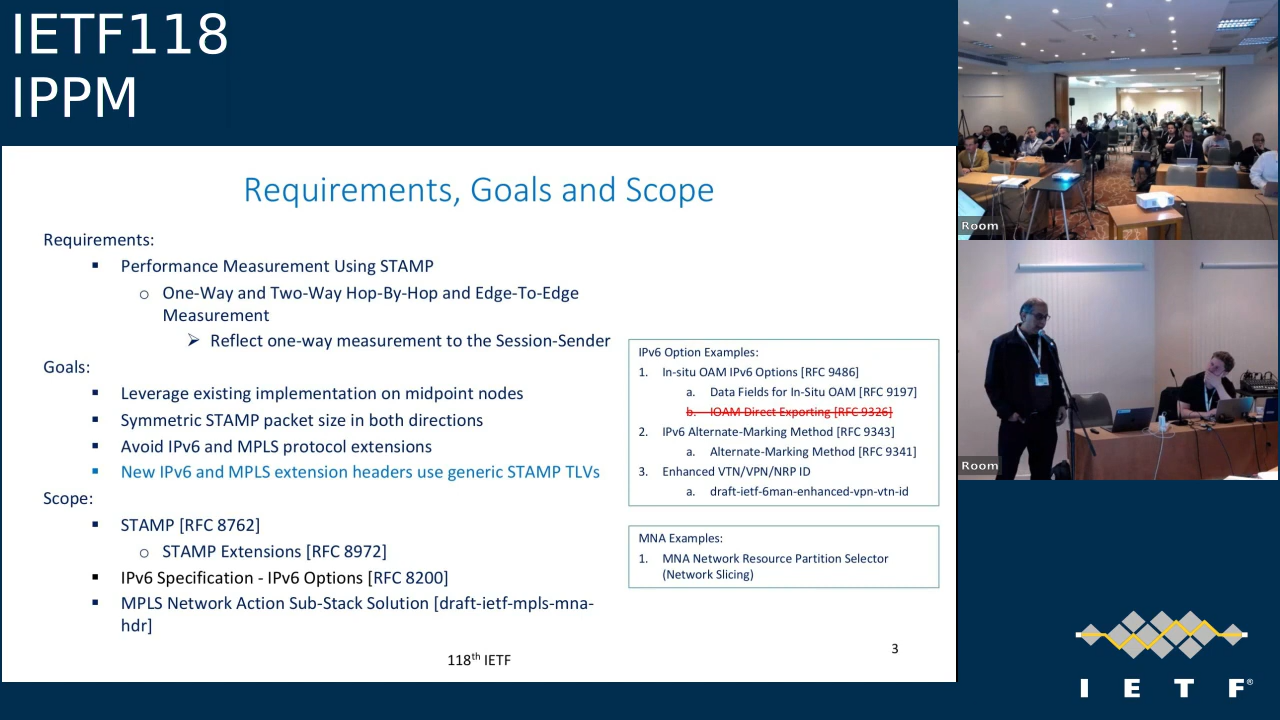 IETF118
IPPM
Requirements, Goals and Scope
Requirements:
▪ Performance Measurement Using STAMP
o One-Way and Two-Way Hop-By-Hop and Edge-To-Edge
Measurement
➢ Reflect one-way measurement to the Session-Sender
Goals:
▪ Leverage existing implementation on midpoint nodes
▪ Symmetric STAMP packet size in both directions
▪ Avoid IPv6 and MPLS protocol extensions
▪ New IPv6 and MPLS extension headers use generic STAMP TLVs
Scope:
▪ STAMP [RFC 8762]
o STAMP Extensions [RFC 8972]
▪ IPv6 Specification - IPv6 Options [RFC 8200]
▪ MPLS Network Action Sub-Stack Solution [draft-ietf-mpls-mna-
hdr]
IPv6 Option Examples:
1. In-situ OAM IPv6 Options [RFC 9486]
a. Data Fields for In-Situ OAM [RFC 9197]
b. IOAM Direct Exporting [RFC 9326]
2. IPv6 Alternate-Marking Method [RFC 9343]
a. Alternate-Marking Method [RFC 9341]
3. Enhanced VTN/VPN/NRP ID
a. draft-ietf-6man-enhanced-vpn-vtn-id
MNA Examples:
1. MNA Network Resource Partition Selector
(Network Slicing)
118th IETF
3
Room
Room
I E T F®